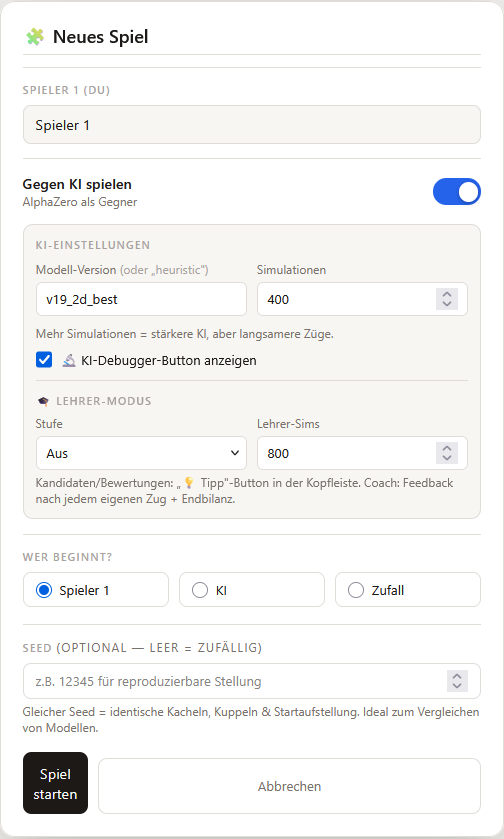 Neues Spiel
SPIELER 1 (DU)
Spieler 1
Gegen KI spielen
AlphaZero als Gegner
KI-EINSTELLUNGEN
Modell-Version (oder „heuristic“)
Simulationen
v19_2d_best
400
Mehr Simulationen = stärkere KI, aber langsamere Züge.
🔬 KI-Debugger-Button anzeigen
🎓 LEHRER-MODUS
Stufe
Lehrer-Sims
Aus
800
Kandidaten/Bewertungen: „💡 Tipp"-Button in der Kopfleiste. Coach: Feedback
nach jedem eigenen Zug + Endbilanz.
WER BEGINNT?
Spieler 1
KI
Zufall
SEED (OPTIONAL — LEER = ZUFÄLLIG)
z.B. 12345 für reproduzierbare Stellung
Gleicher Seed = identische Kacheln, Kuppeln & Startaufstellung. Ideal zum Vergleichen
von Modellen.
Spiel
starten
Abbrechen